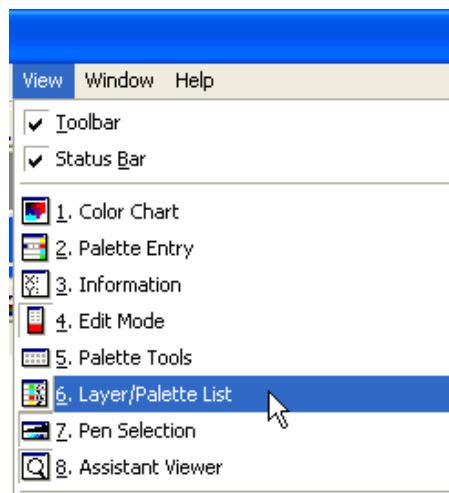 View Window Help
Toolbar
Status Bar
1. Color Chart
2. Palette Entry
3. Information
4. Edit Mode
5. Palette Tools
6. Layer/Palette List
7. Pen Selection
8. Assistant Viewer